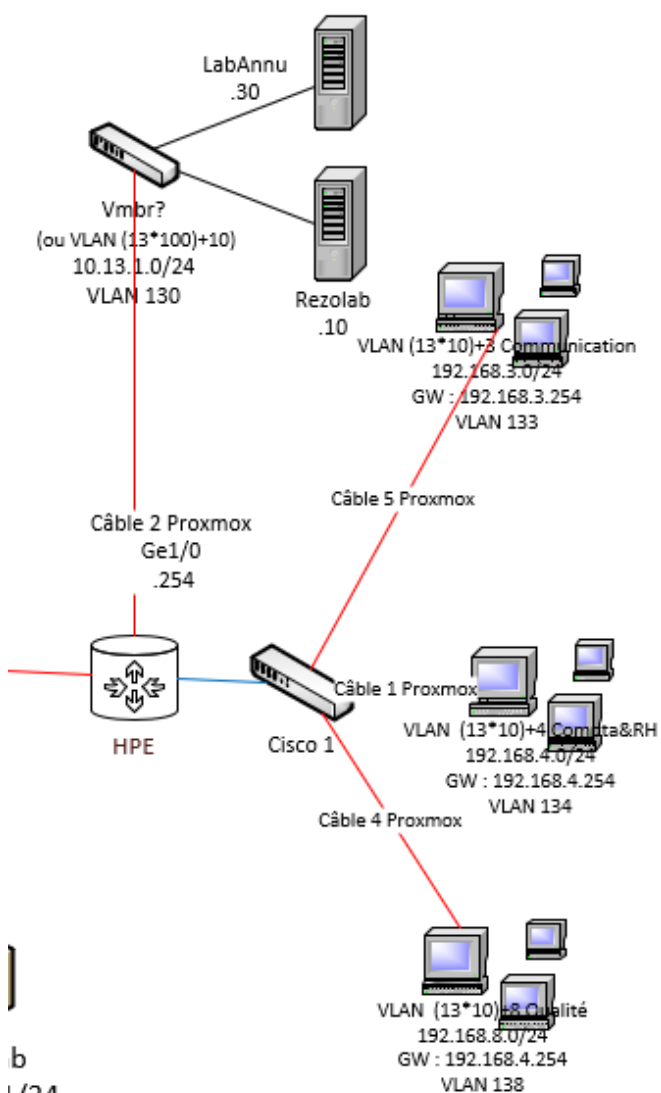 LabAnnu
.30
Vmbr?
(ou VLAN (13*100)+10)
10.13.1.0/24
VLAN 130
Rezolab
.10
VLAN (13*10)+3 Communication
192.168.3.0/24
GW : 192.168.3.254
VLAN 133
Câble 5 Proxmox
Câble 2 Proxmox
Ge1/0
.254
HPE
Cisco 1
Câble 1 Proxmox
VLAN (13*10)+4 Compta&RH
192.168.4.0/24
GW : 192.168.4.254
VLAN 134
Câble 4 Proxmox
VLAN (13*10)+8 Qualité
192.168.8.0/24
GW : 192.168.4.254
VLAN 138